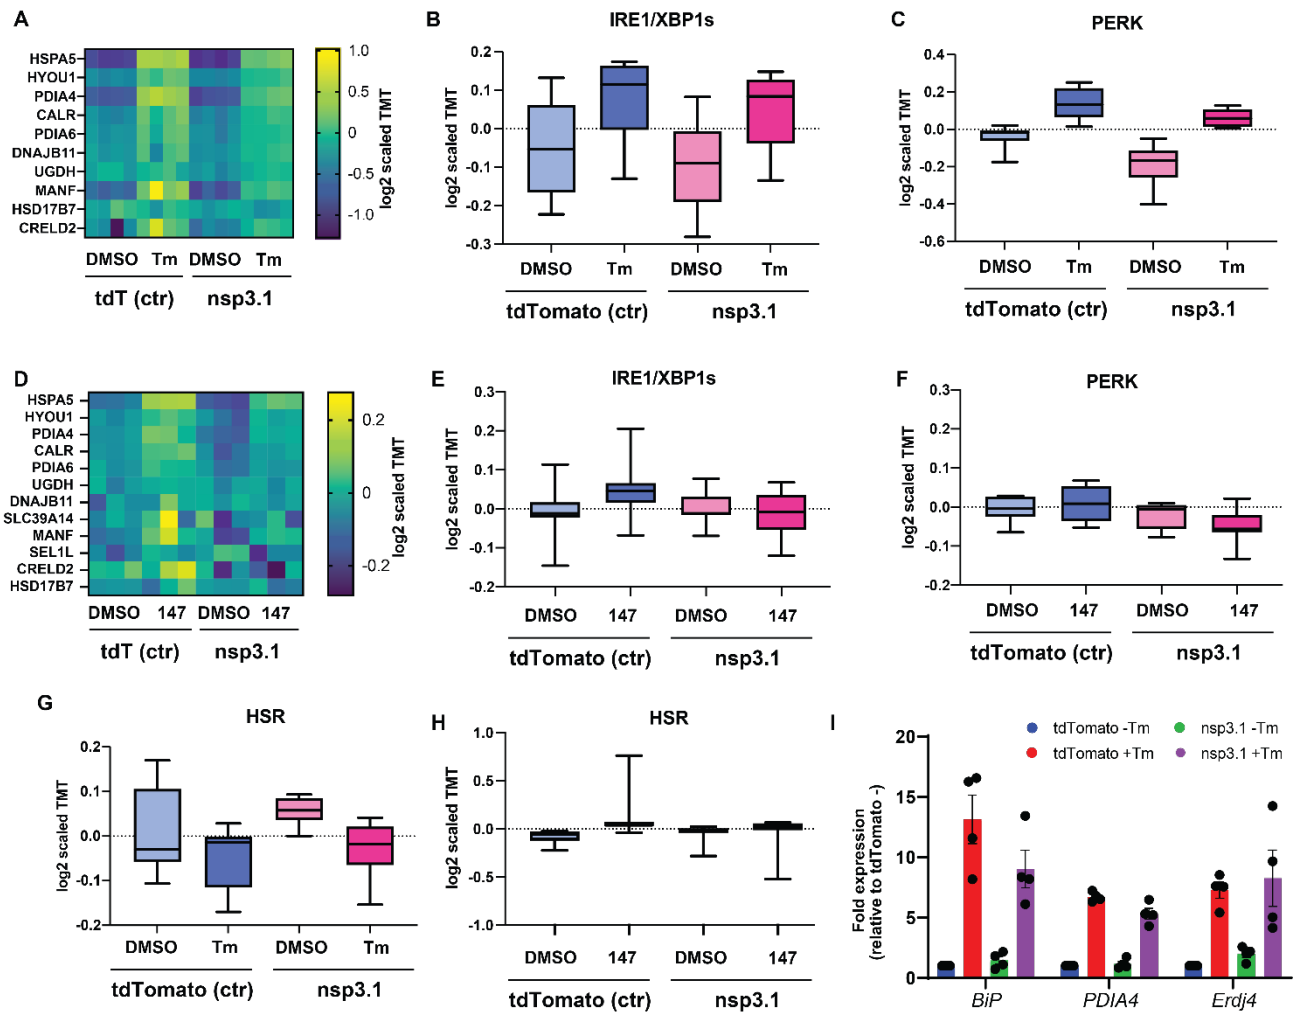 A
HSPA5
HYOU1
PDIA4
CALR
PDIA6
DNAJB11
UGDH
MANF
HSD17B7
CRELD2
DMSO Tm DMSO Tm
tdT (ctr) nsp3.1
1.0
0.5
0
-0.5
-1.0
log2 scaled TMT
B
IRE1/XBP1s
log2 scaled TMT
0.2
0.1
0.0
-0.1
-0.2
-0.3
DMSO Tm DMSO Tm
tdTomato (ctr) nsp3.1
C
PERK
log2 scaled TMT
0.4
0.2
0.0
-0.2
-0.4
-0.6
DMSO Tm DMSO Tm
tdTomato (ctr) nsp3.1
D
HSPA5
HYOU1
PDIA4
CALR
PDIA6
UGDH
DNAJB11
SLC39A14
MANF
SEL1L
CRELD2
HSD17B7
DMSO 147 DMSO 147
tdT (ctr) nsp3.1
0.2
0
-0.2
log2 scaled TMT
E
IRE1/XBP1s
log2 scaled TMT
0.3
0.2
0.1
0.0
-0.1
-0.2
DMSO 147 DMSO 147
tdTomato (ctr) nsp3.1
F
PERK
log2 scaled TMT
0.3
0.2
0.1
0.0
-0.1
-0.2
DMSO 147 DMSO 147
tdTomato (ctr) nsp3.1
G
HSR
log2 scaled TMT
0.2
0.1
0.0
-0.1
-0.2
DMSO Tm DMSO Tm
tdTomato (ctr) nsp3.1
H
HSR
log2 scaled TMT
1.0
0.5
0.0
-0.5
-1.0
DMSO 147 DMSO 147
tdTomato (ctr) nsp3.1
I
tdTomato -Tm nsp3.1 -Tm
tdTomato +Tm nsp3.1 +Tm
Fold expression
(relative to tdTomato -)
20
15
10
5
0
BiP PDIA4 Erdj4